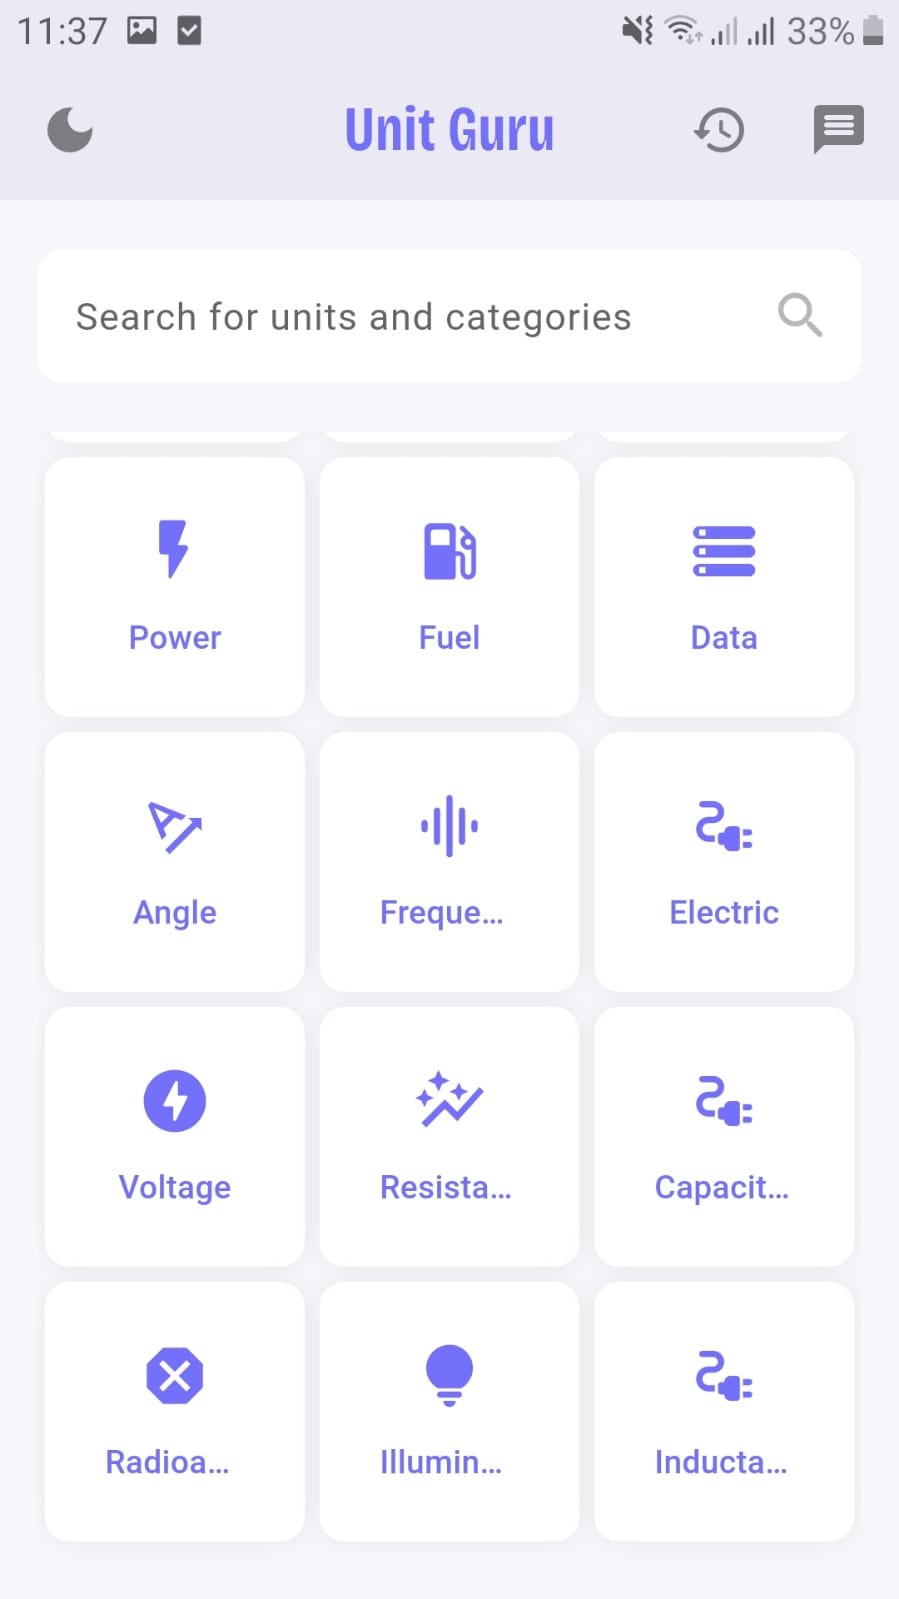 11:37 33%
Unit Guru
Search for units and categories
Power Fuel Data
Angle Freque... Electric
Voltage Resista... Capacit...
Radioa... Illumin... Inducta...